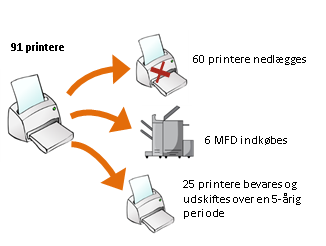 91 printere
60 printere nedlægges
6 MFD indkøbes
25 printere bevares og
udskiftes over en 5-årig
periode